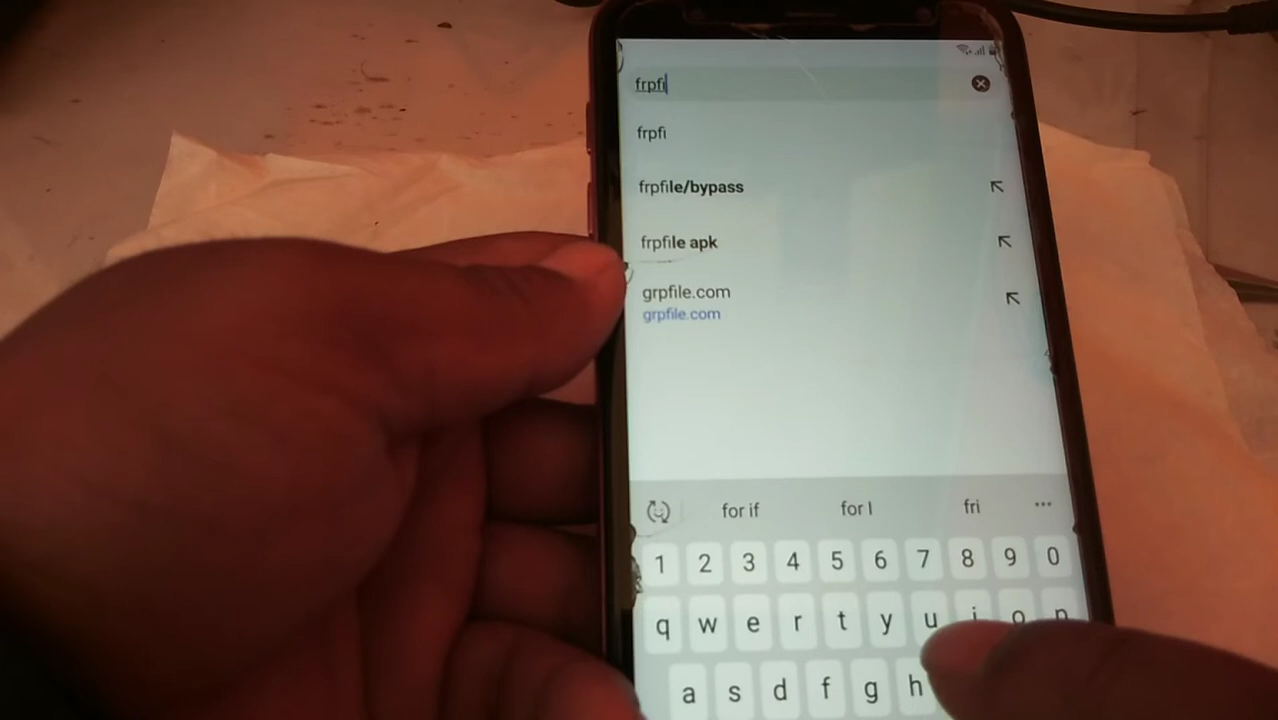 frpfi
frpfi
frpfile/bypass
frpfile apk
grpfile.com
grpfile.com
for if for I fri
1 2 3 4 5 6 7 8 9 0
q w e r t y u i o p
a s d f g h